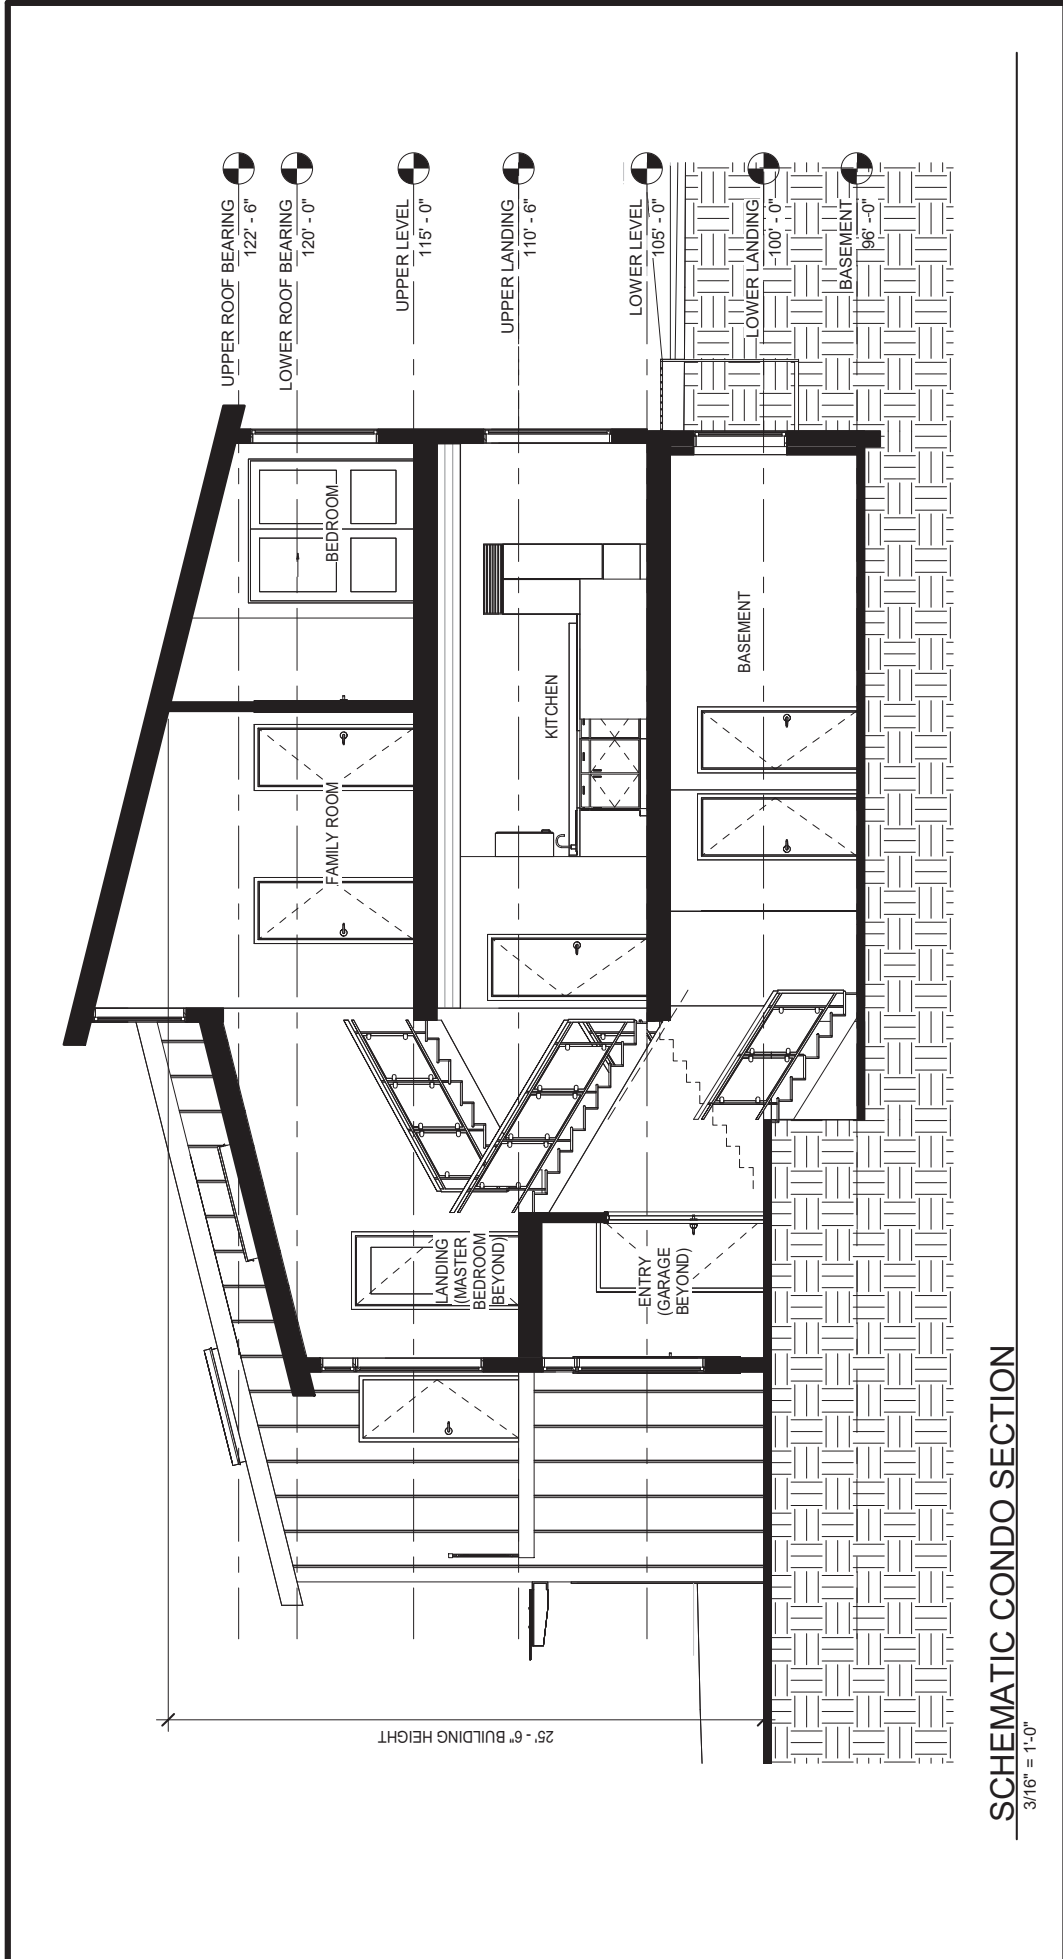 UPPER ROOF BEARING
122' - 6"
LOWER ROOF BEARING
120' - 0"
UPPER LEVEL
115' - 0"
UPPER LANDING
110' - 6"
LOWER LEVEL
105' - 0"
LOWER LANDING
100' - 0"
BASEMENT
96' - 0"
BEDROOM
FAMILY ROOM
KITCHEN
BASEMENT
LANDING
(MASTER
BEDROOM
BEYOND)
ENTRY
(GARAGE
BEYOND)
25' - 6" BUILDING HEIGHT
SCHEMATIC CONDO SECTION
3/16" = 1'-0"